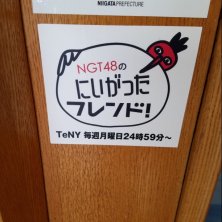 NIIGATA PREFECTURE
NGT48の
にいがった
フレンド!
TeNY 毎週月曜日24時59分～